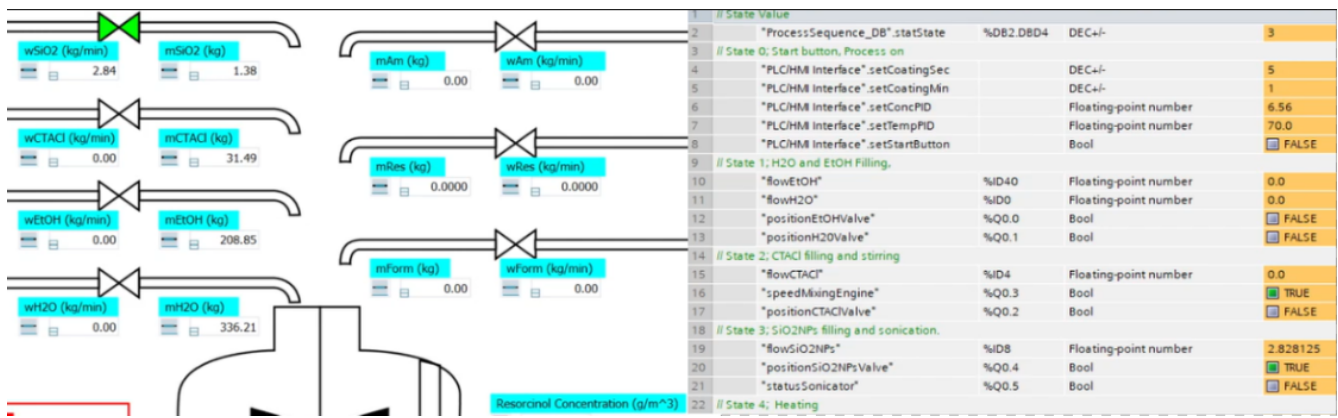 wSiO2 (kg/min) mSiO2 (kg)
2.84 1.38
wCTACl (kg/min) mCTACl (kg)
0.00 31.49
wEtOH (kg/min) mEtOH (kg)
0.00 208.85
wH2O (kg/min) mH2O (kg)
0.00 336.21
mAm (kg) wAm (kg/min)
0.00 0.00
mRes (kg) wRes (kg/min)
0.0000 0.0000
mForm (kg) wForm (kg/min)
0.00 0.00
Resorcinol Concentration (g/m^3)
1 // State Value
2 "ProcessSequence_DB".statState %DB2.DBD4 DEC+/- 3
3 // State 0; Start button, Process on
4 "PLC/HMI Interface".setCoatingSec DEC+/- 5
5 "PLC/HMI Interface".setCoatingMin DEC+/- 1
6 "PLC/HMI Interface".setConcPID Floating-point number 6.56
7 "PLC/HMI Interface".setTempPID Floating-point number 70.0
8 "PLC/HMI Interface".setStartButton Bool FALSE
9 // State 1; H2O and EtOH Filling,
10 "flowEtOH" %ID40 Floating-point number 0.0
11 "flowH2O" %ID0 Floating-point number 0.0
12 "positionEtOHValve" %Q0.0 Bool FALSE
13 "positionH20Valve" %Q0.1 Bool FALSE
14 // State 2; CTACl filling and stirring
15 "flowCTACl" %ID4 Floating-point number 0.0
16 "speedMixingEngine" %Q0.3 Bool TRUE
17 "positionCTAClValve" %Q0.2 Bool FALSE
18 // State 3; SiO2NPs filling and sonication.
19 "flowSiO2NPs" %ID8 Floating-point number 2.828125
20 "positionSiO2NPsValve" %Q0.4 Bool TRUE
21 "statusSonicator" %Q0.5 Bool FALSE
22 // State 4; Heating